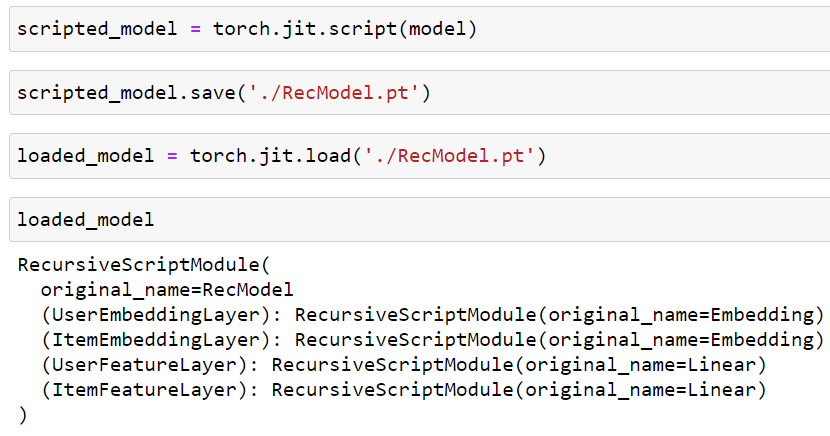 scripted_model = torch.jit.script(model)
scripted_model.save('./RecModel.pt')
loaded_model = torch.jit.load('./RecModel.pt')
loaded_model
RecursiveScriptModule(
  original_name=RecModel
  (UserEmbeddingLayer): RecursiveScriptModule(original_name=Embedding)
  (ItemEmbeddingLayer): RecursiveScriptModule(original_name=Embedding)
  (UserFeatureLayer): RecursiveScriptModule(original_name=Linear)
  (ItemFeatureLayer): RecursiveScriptModule(original_name=Linear)
)